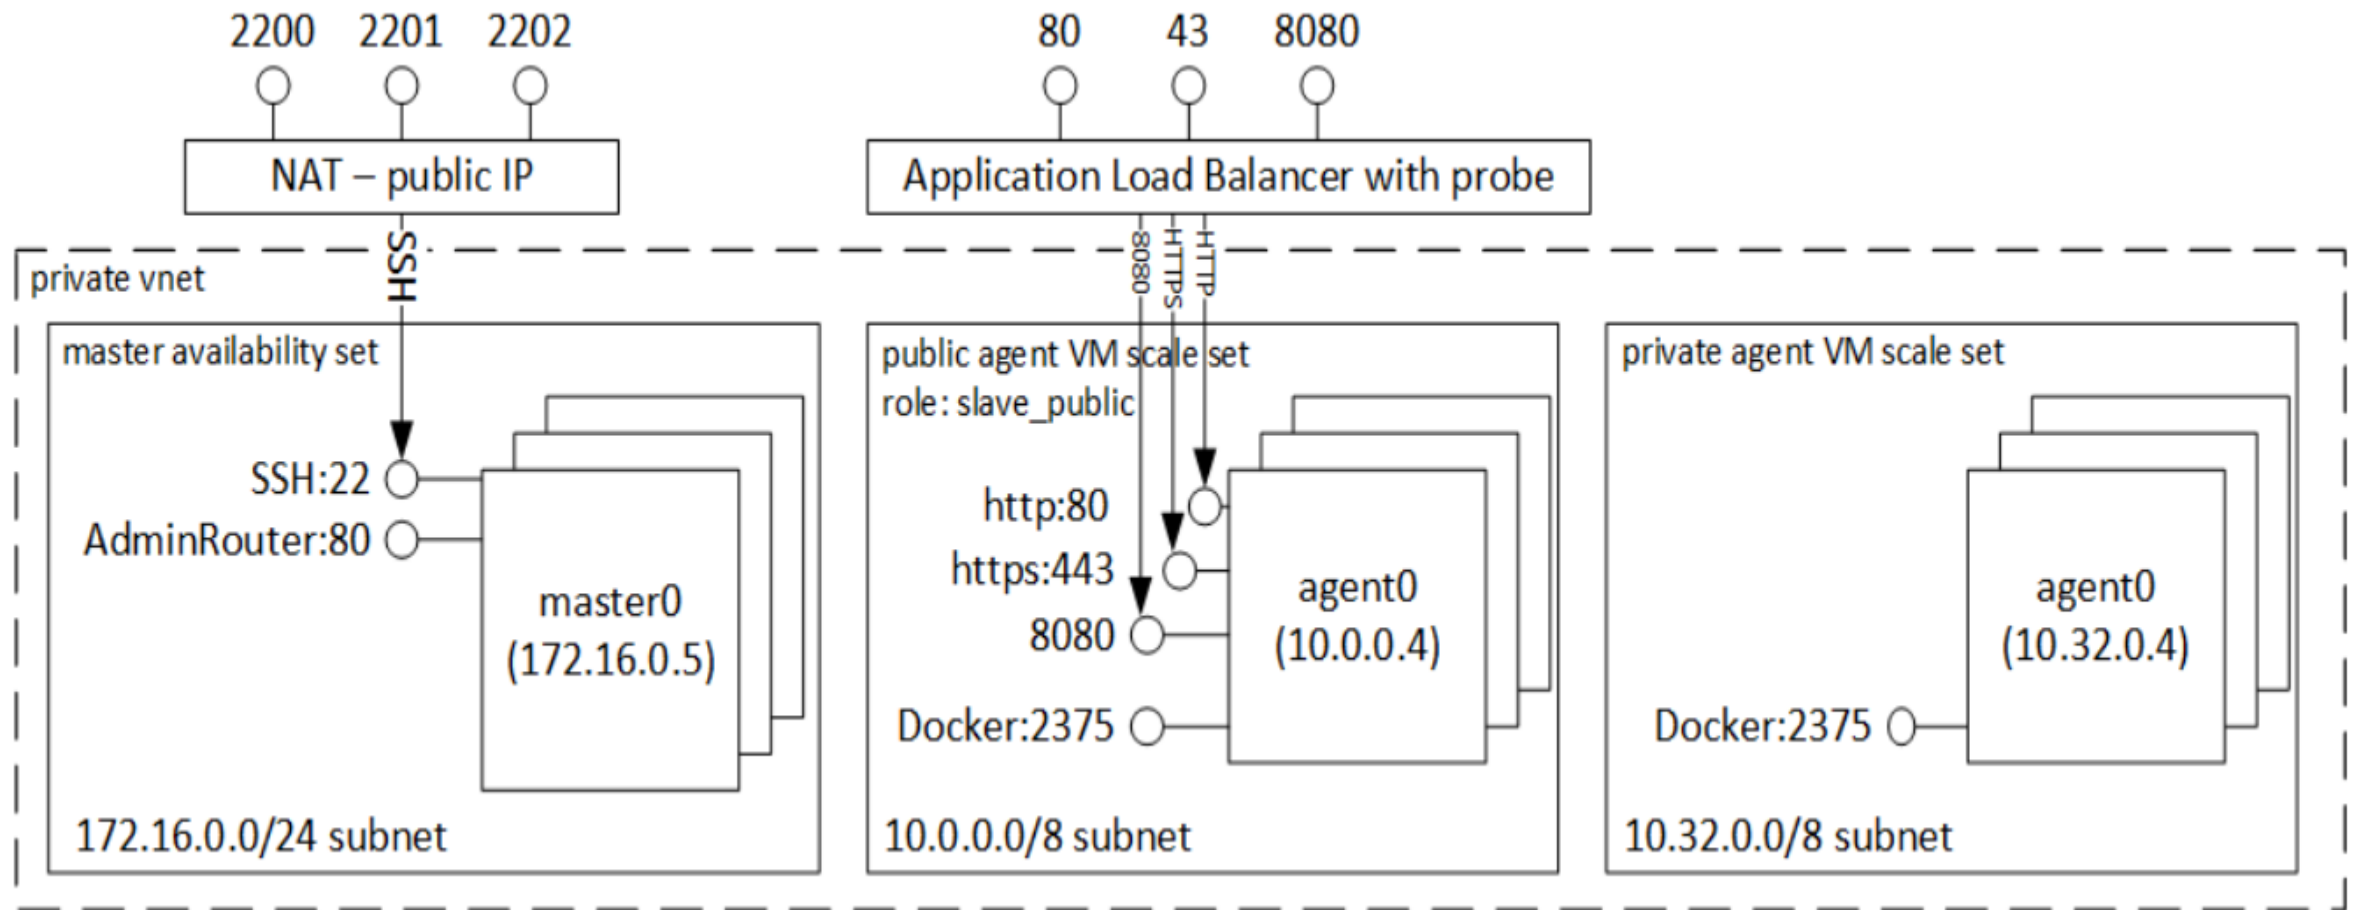 2200 2201 2202
80 43 8080
NAT – public IP
Application Load Balancer with probe
SSH
8080
HTTPS
HTTP
private vnet
master availability set
SSH:22
AdminRouter:80
master0
(172.16.0.5)
172.16.0.0/24 subnet
public agent VM scale set
role: slave_public
http:80
https:443
8080
Docker:2375
agent0
(10.0.0.4)
10.0.0.0/8 subnet
private agent VM scale set
Docker:2375
agent0
(10.32.0.4)
10.32.0.0/8 subnet